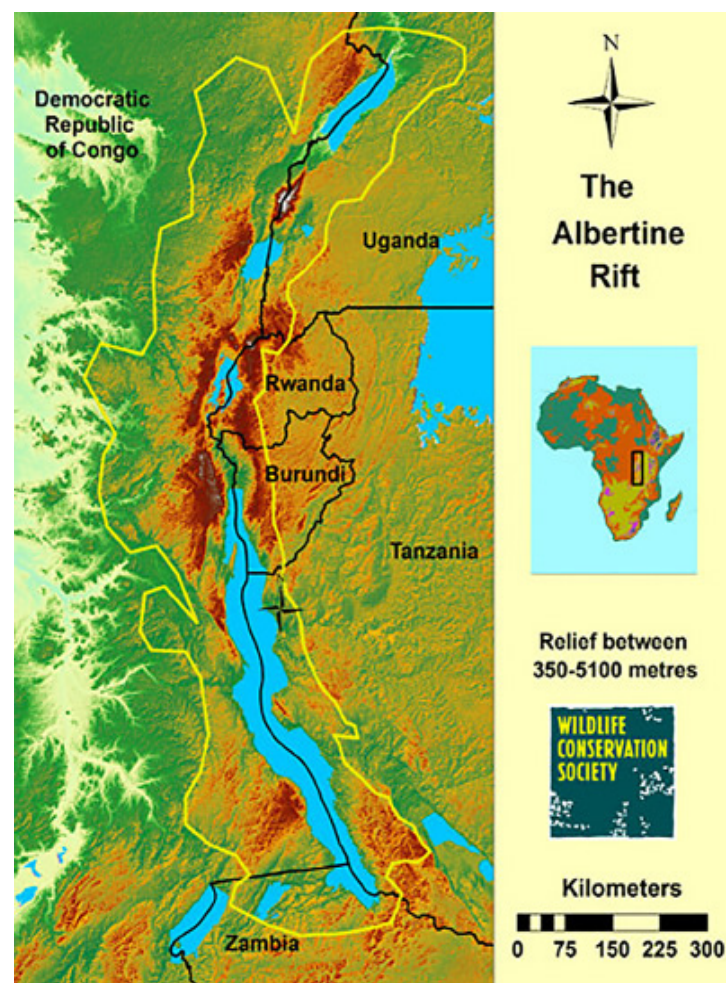 Democratic
Republic
of Congo
Uganda
Rwanda
Burundi
Tanzania
Zambia
N
The
Albertine
Rift
Relief between
350-5100 metres
WILDLIFE
CONSERVATION
SOCIETY
Kilometers
0 75 150 225 300